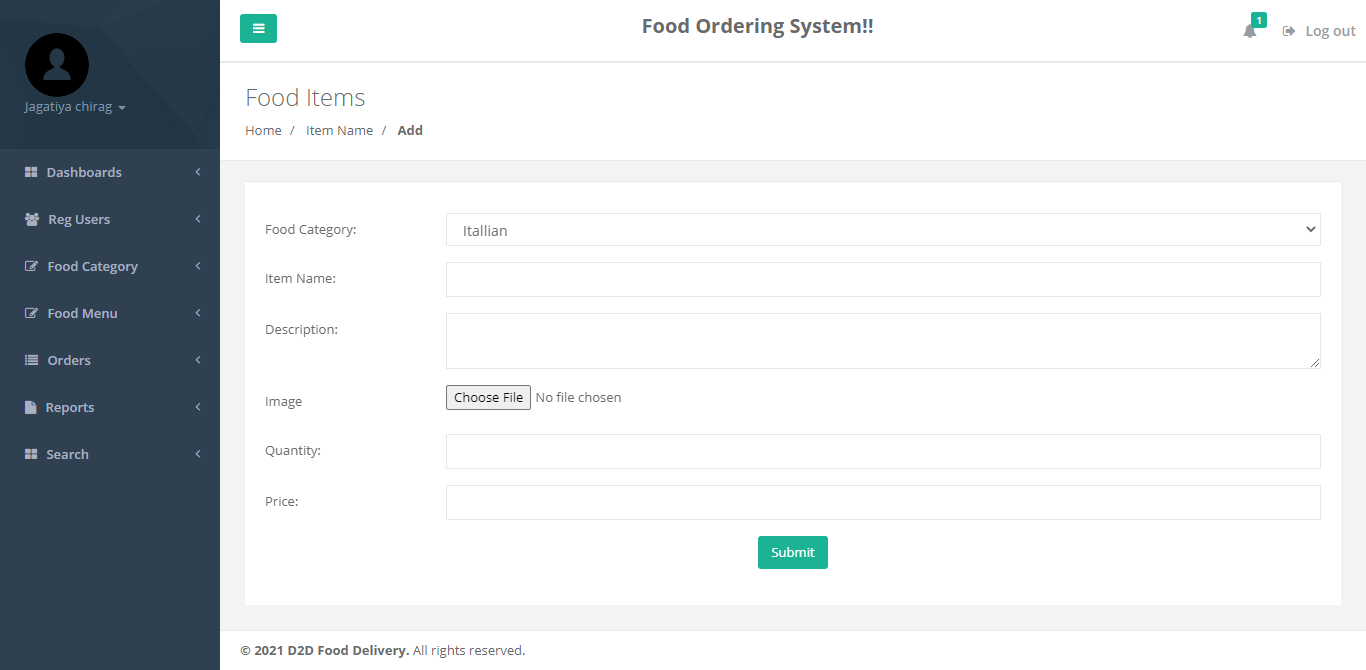 Food Ordering System!!
1
Log out
Jagatiya chirag
Dashboards
Reg Users
Food Category
Food Menu
Orders
Reports
Search
Food Items
Home / Item Name / Add
Food Category: Itallian
Item Name:
Description:
Image Choose File No file chosen
Quantity:
Price:
Submit
© 2021 D2D Food Delivery. All rights reserved.